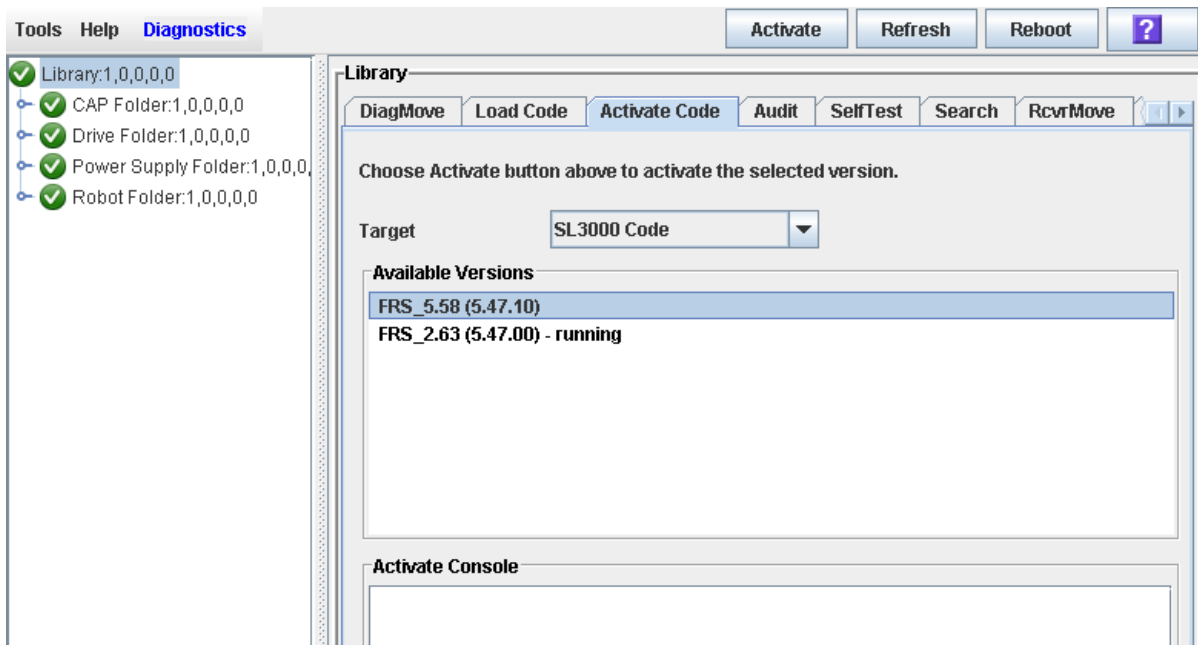 Tools Help Diagnostics
Activate Refresh Reboot ?
Library:1,0,0,0,0
CAP Folder:1,0,0,0,0
Drive Folder:1,0,0,0,0
Power Supply Folder:1,0,0,0,
Robot Folder:1,0,0,0,0
Library
DiagMove Load Code Activate Code Audit SelfTest Search RcvrMove
Choose Activate button above to activate the selected version.
Target SL3000 Code
Available Versions
FRS_5.58 (5.47.10)
FRS_2.63 (5.47.00) - running
Activate Console